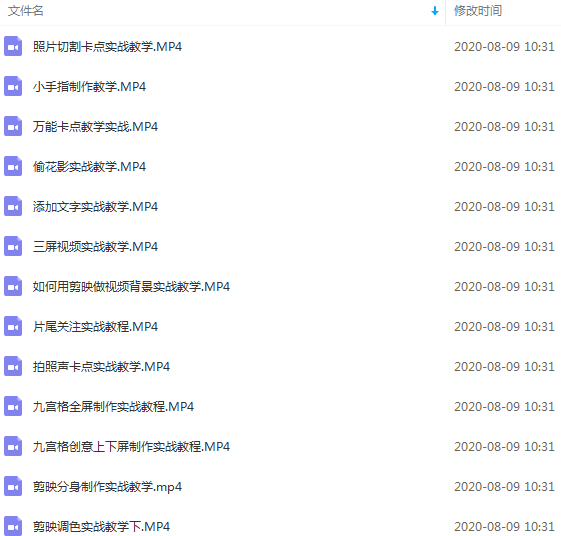 文件名 修改时间
照片切割卡点实战教学.MP4 2020-08-09 10:31
小手指制作教学.MP4 2020-08-09 10:31
万能卡点教学实战.MP4 2020-08-09 10:31
偷花影实战教学.MP4 2020-08-09 10:31
添加文字实战教学.MP4 2020-08-09 10:31
三屏视频实战教学.MP4 2020-08-09 10:31
如何用剪映做视频背景实战教学.MP4 2020-08-09 10:31
片尾关注实战教程.MP4 2020-08-09 10:31
拍照声卡点实战教学.MP4 2020-08-09 10:31
九宫格全屏制作实战教程.MP4 2020-08-09 10:31
九宫格创意上下屏制作实战教程.MP4 2020-08-09 10:31
剪映分身制作实战教学.mp4 2020-08-09 10:31
剪映调色实战教学下.MP4 2020-08-09 10:31